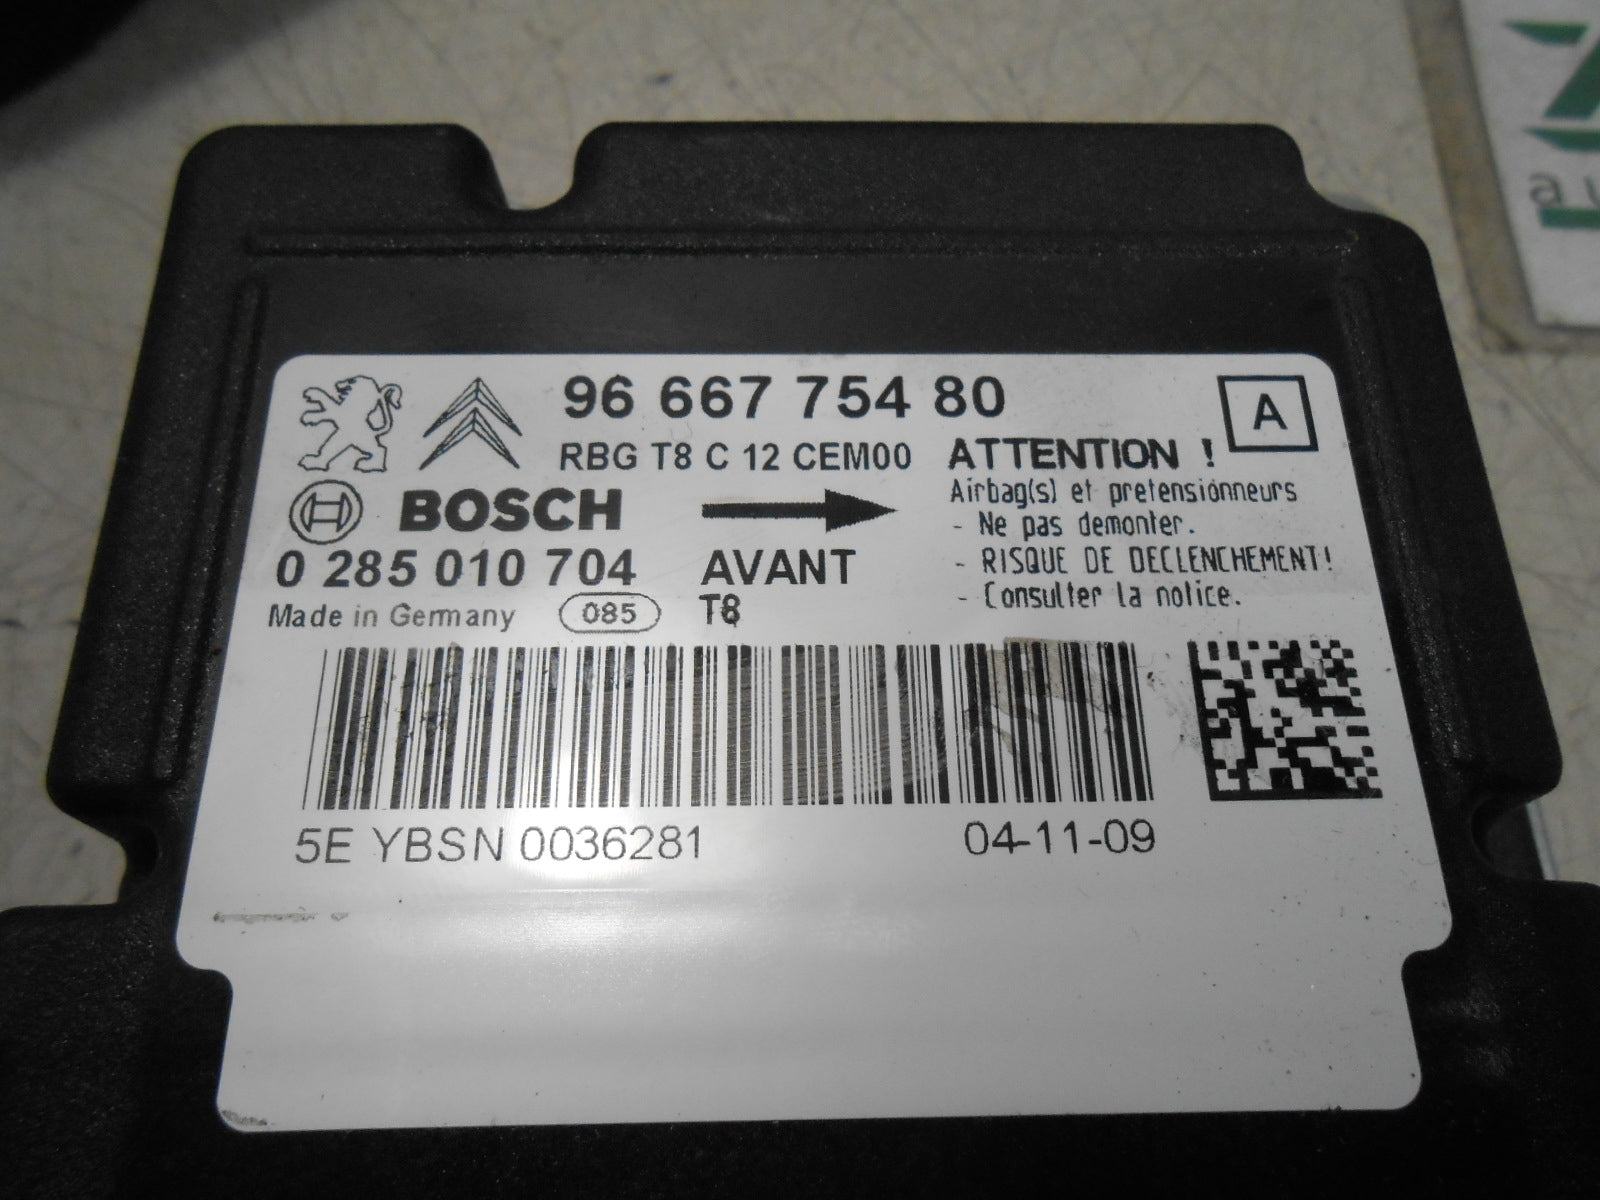 96 667 754 80
A
RBG T8 C 12 CEM00
ATTENTION !
Airbag(s) et pretensionneurs
- Ne pas demonter.
- RISQUE DE DECLENCHEMENT!
- Consulter la notice.
BOSCH
0 285 010 704
AVANT
Made in Germany
085
T8
5E YBSN 0036281
04-11-09